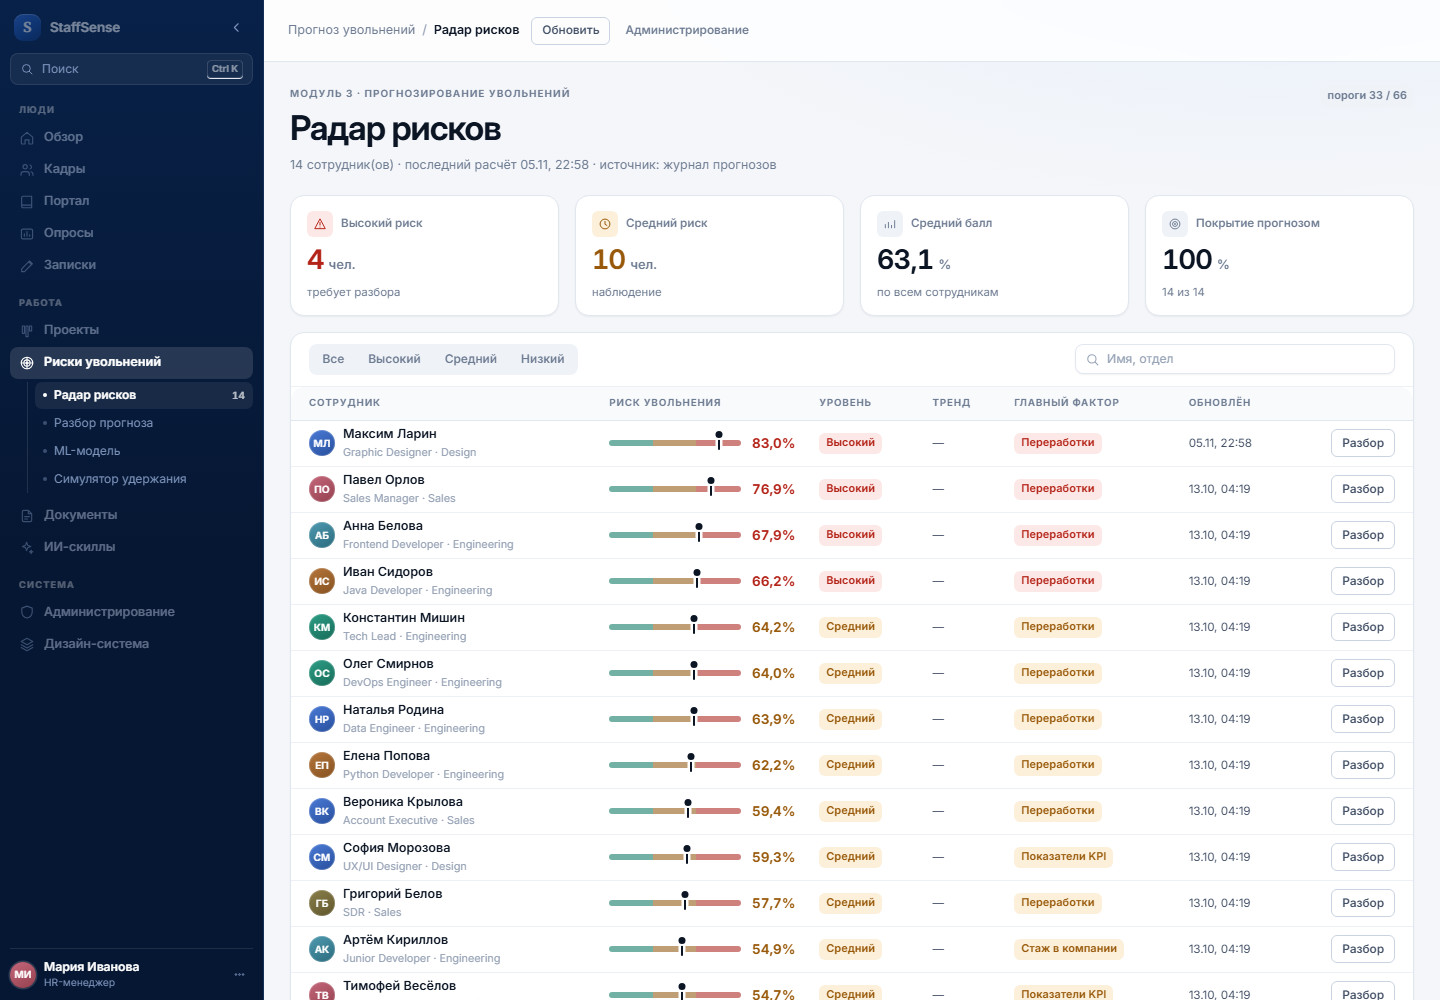 S StaffSense
Поиск Ctrl K
ЛЮДИ
Обзор
Кадры
Портал
Опросы
Записки
РАБОТА
Проекты
Риски увольнений
Радар рисков 14
Разбор прогноза
ML-модель
Симулятор удержания
Документы
ИИ-скиллы
СИСТЕМА
Администрирование
Дизайн-система
МИ Мария Иванова
HR-менеджер
Прогноз увольнений / Радар рисков Обновить Администрирование
МОДУЛЬ 3 · ПРОГНОЗИРОВАНИЕ УВОЛЬНЕНИЙ
пороги 33 / 66
Радар рисков
14 сотрудник(ов) · последний расчёт 05.11, 22:58 · источник: журнал прогнозов
Высокий риск
4 чел.
требует разбора
Средний риск
10 чел.
наблюдение
Средний балл
63,1 %
по всем сотрудникам
Покрытие прогнозом
100 %
14 из 14
Все Высокий Средний Низкий
Имя, отдел
СОТРУДНИК РИСК УВОЛЬНЕНИЯ УРОВЕНЬ ТРЕНД ГЛАВНЫЙ ФАКТОР ОБНОВЛЁН
МЛ Максим Ларин 83,0% Высокий — Переработки 05.11, 22:58 Разбор
Graphic Designer · Design
ПО Павел Орлов 76,9% Высокий — Переработки 13.10, 04:19 Разбор
Sales Manager · Sales
АБ Анна Белова 67,9% Высокий — Переработки 13.10, 04:19 Разбор
Frontend Developer · Engineering
ИС Иван Сидоров 66,2% Высокий — Переработки 13.10, 04:19 Разбор
Java Developer · Engineering
КМ Константин Мишин 64,2% Средний — Переработки 13.10, 04:19 Разбор
Tech Lead · Engineering
ОС Олег Смирнов 64,0% Средний — Переработки 13.10, 04:19 Разбор
DevOps Engineer · Engineering
НР Наталья Родина 63,9% Средний — Переработки 13.10, 04:19 Разбор
Data Engineer · Engineering
ЕП Елена Попова 62,2% Средний — Переработки 13.10, 04:19 Разбор
Python Developer · Engineering
ВК Вероника Крылова 59,4% Средний — Переработки 13.10, 04:19 Разбор
Account Executive · Sales
СМ София Морозова 59,3% Средний — Показатели KPI 13.10, 04:19 Разбор
UX/UI Designer · Design
ГБ Григорий Белов 57,7% Средний — Переработки 13.10, 04:19 Разбор
SDR · Sales
АК Артём Кириллов 54,9% Средний — Стаж в компании 13.10, 04:19 Разбор
Junior Developer · Engineering
ТВ Тимофей Весёлов 54,7% Средний — Показатели KPI 13.10, 04:19 Разбор